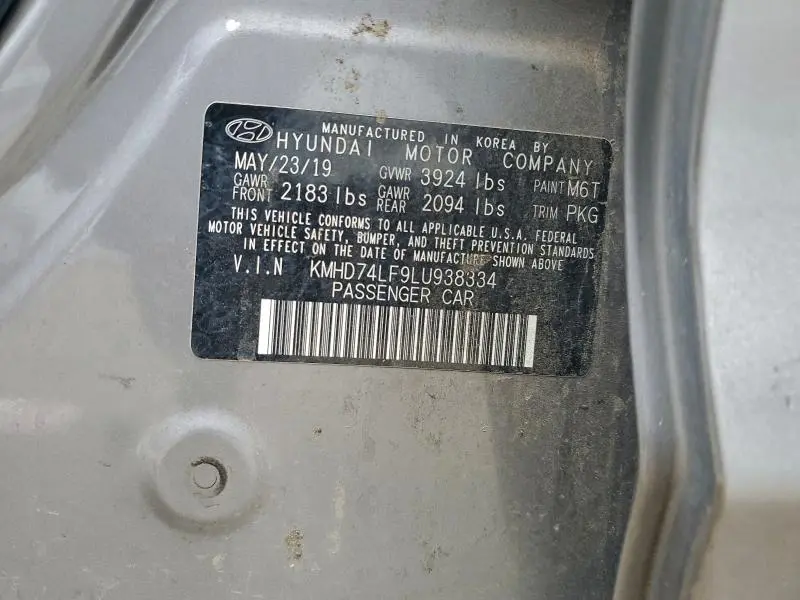 MANUFACTURED IN KOREA BY
HYUNDAI MOTOR COMPANY
MAY/23/19 GVWR 3924 lbs PAINT M6T
GAWR FRONT 2183 lbs GAWR REAR 2094 lbs TRIM PKG
THIS VEHICLE CONFORMS TO ALL APPLICABLE U.S.A. FEDERAL
MOTOR VEHICLE SAFETY, BUMPER, AND THEFT PREVENTION STANDARDS
IN EFFECT ON THE DATE OF MANUFACTURE SHOWN ABOVE
V.I.N KMHD74LF9LU938334
PASSENGER CAR